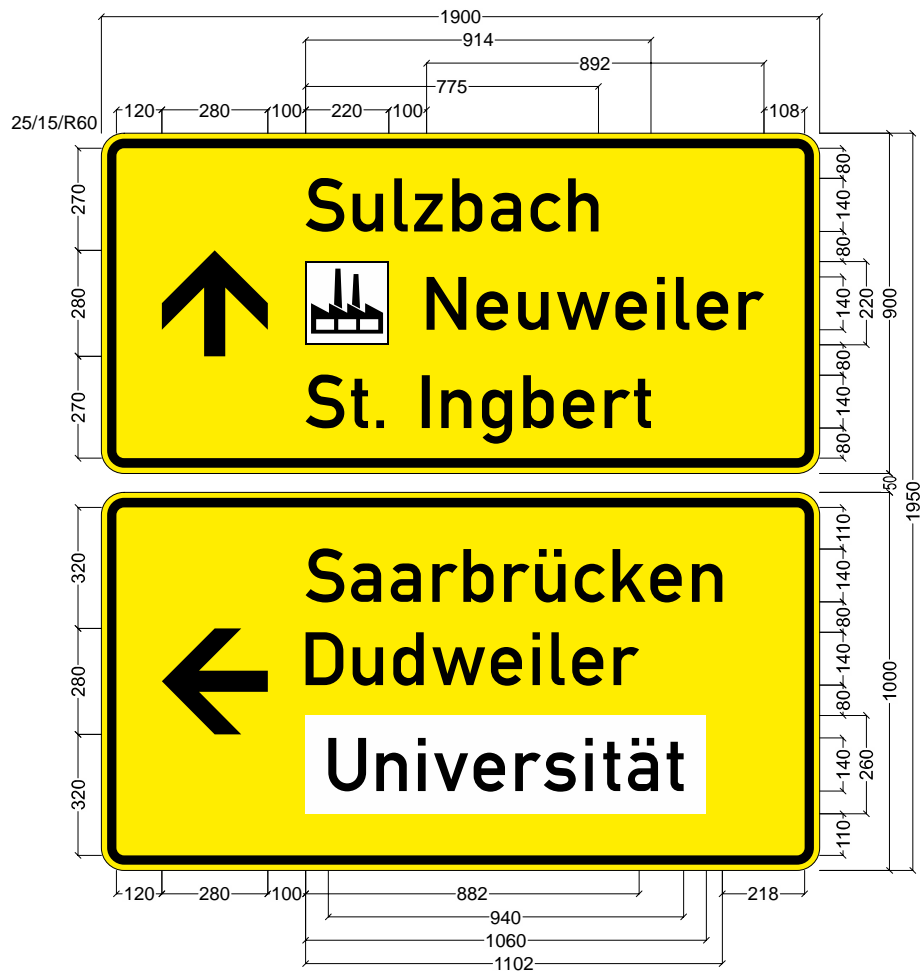 1900
914
892
775
120 280 100 220 100 108
25/15/R60
270 280 270
Sulzbach
Neuweiler
St. Ingbert
80 140 80 140 80 140 80
220
900
50
1950
320 280 320
Saarbrücken
Dudweiler
Universität
110 140 80 140 80 140 110
260
1000
120 280 100 882 218
940
1060
1102